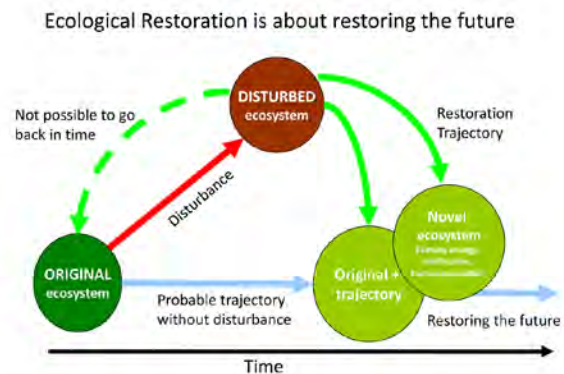 Ecological Restoration is about restoring the future
Not possible to go
back in time
DISTURBED
ecosystem
Restoration
Trajectory
Disturbance
Novel
ecosystem
ORIGINAL
ecosystem
Original +
trajectory
Probable trajectory
without disturbance
Restoring the future
Time